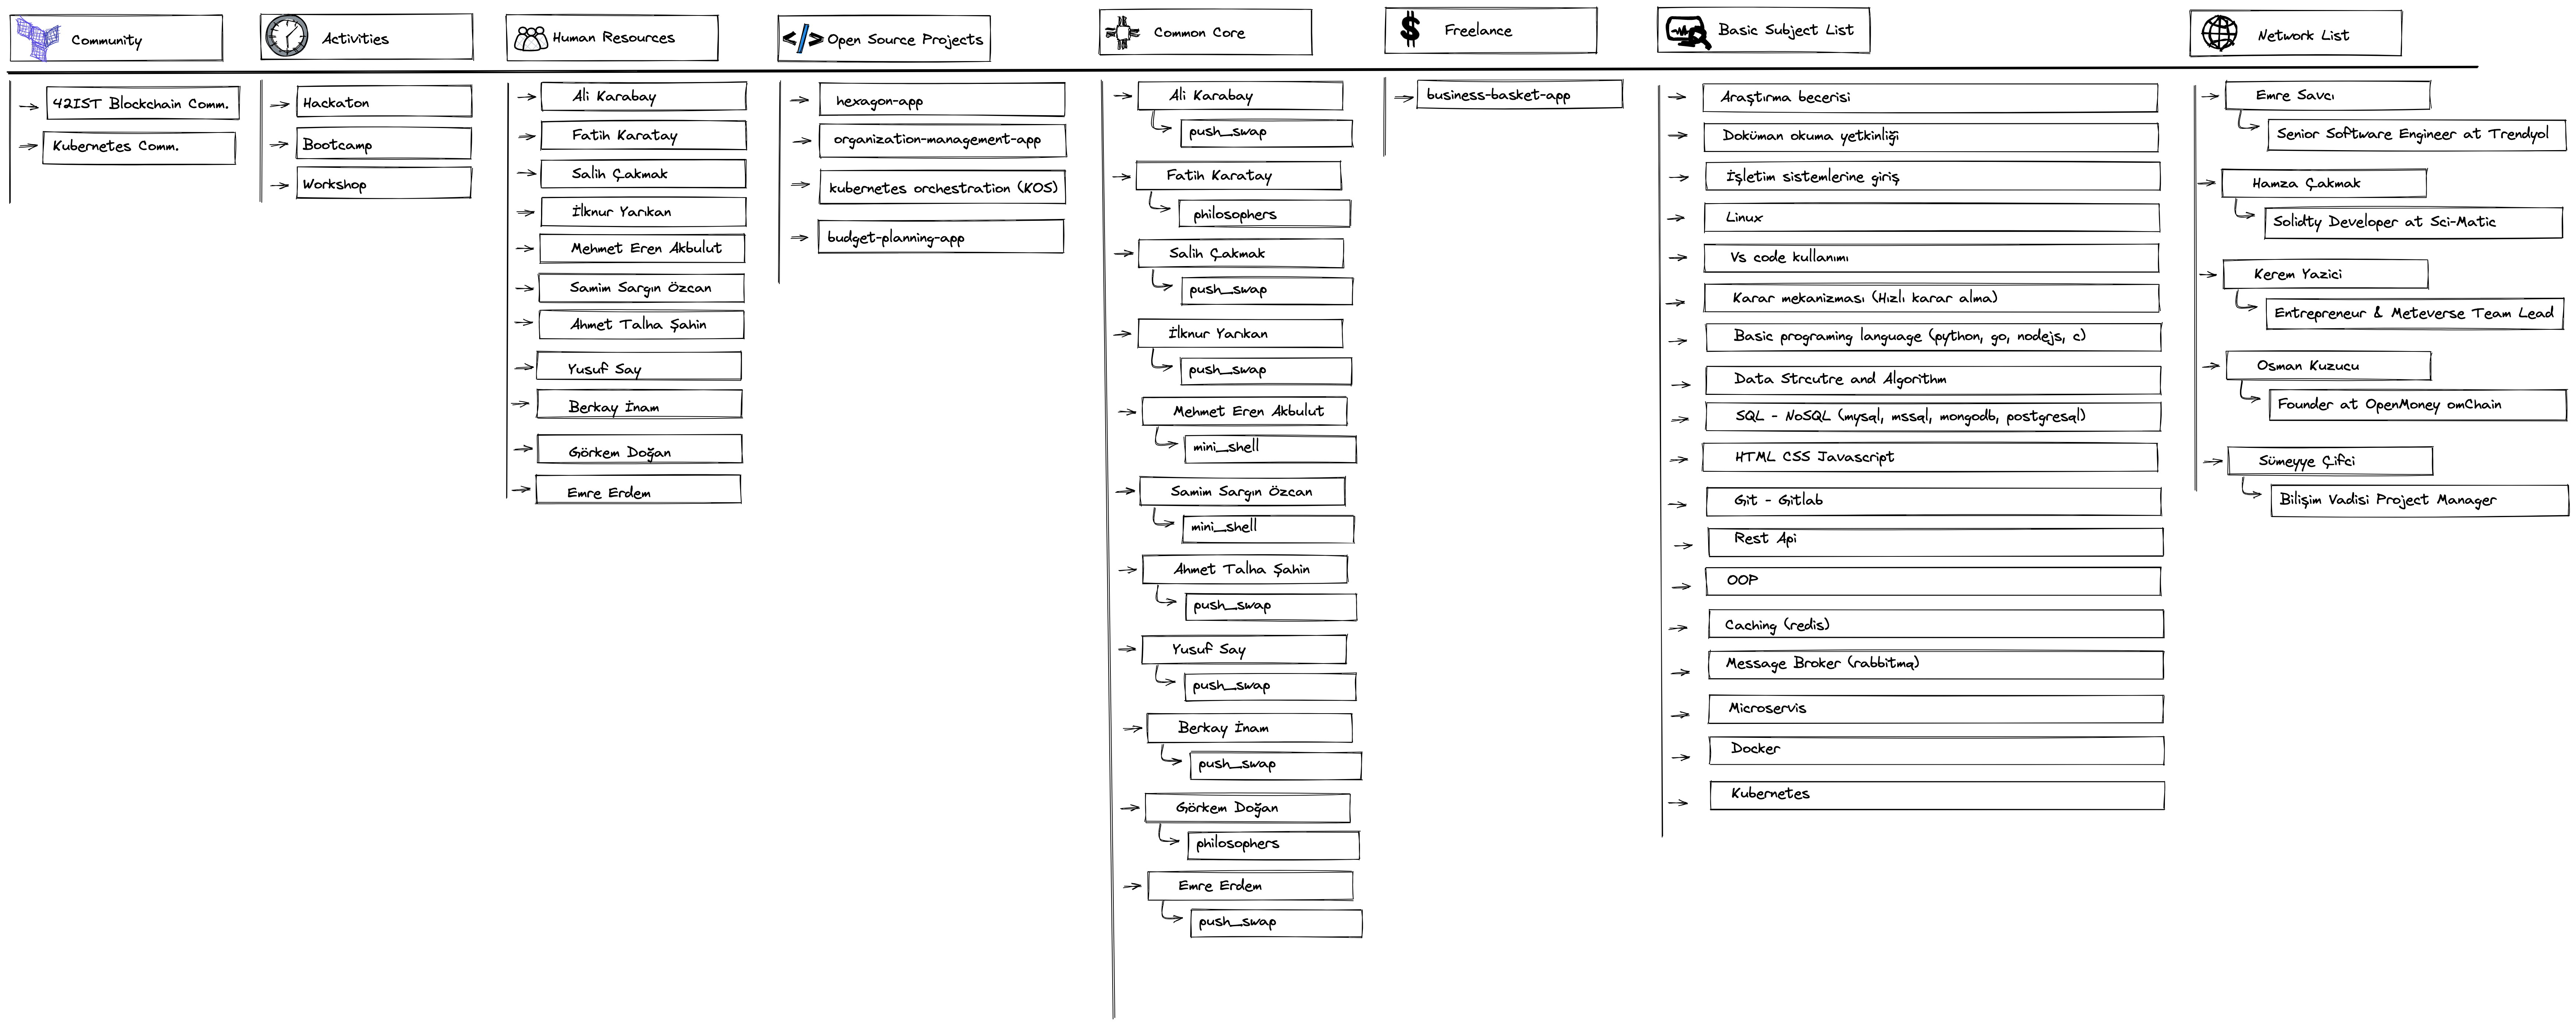 Community
42IST Blockchain Comm.
Kubernetes Comm.
Activities
Hackaton
Bootcamp
Workshop
Human Resources
Ali Karabay
Fatih Karatay
Salih Çakmak
İlknur Yarıkan
Mehmet Eren Akbulut
Samim Sargın Özcan
Ahmet Talha Şahin
Yusuf Say
Berkay İnam
Görkem Doğan
Emre Erdem
</> Open Source Projects
hexagon-app
organization-management-app
kubernetes orchestration (KOS)
budget-planning-app
Common Core
Ali Karabay
push_swap
Fatih Karatay
philosophers
Salih Çakmak
push_swap
İlknur Yarıkan
push_swap
Mehmet Eren Akbulut
mini_shell
Samim Sargın Özcan
mini_shell
Ahmet Talha Şahin
push_swap
Yusuf Say
push_swap
Berkay İnam
push_swap
Görkem Doğan
philosophers
Emre Erdem
push_swap
$ Freelance
business-basket-app
Basic Subject List
Araştırma becerisi
Doküman okuma yetkinliği
İşletim sistemlerine giriş
Linux
Vs code kullanımı
Karar mekanizması (Hızlı karar alma)
Basic programing language (python, go, nodejs, c)
Data Strcutre and Algorithm
SQL - NoSQL (mysql, mssql, mongodb, postgresql)
HTML CSS Javascript
Git - Gitlab
Rest Api
OOP
Caching (redis)
Message Broker (rabbitmq)
Microservis
Docker
Kubernetes
Network List
Emre Savcı
Senior Software Engineer at Trendyol
Hamza Çakmak
Solidty Developer at Sci-Matic
Kerem Yazici
Entrepreneur & Meteverse Team Lead
Osman Kuzucu
Founder at OpenMoney omChain
Sümeyye Çifci
Bilişim Vadisi Project Manager